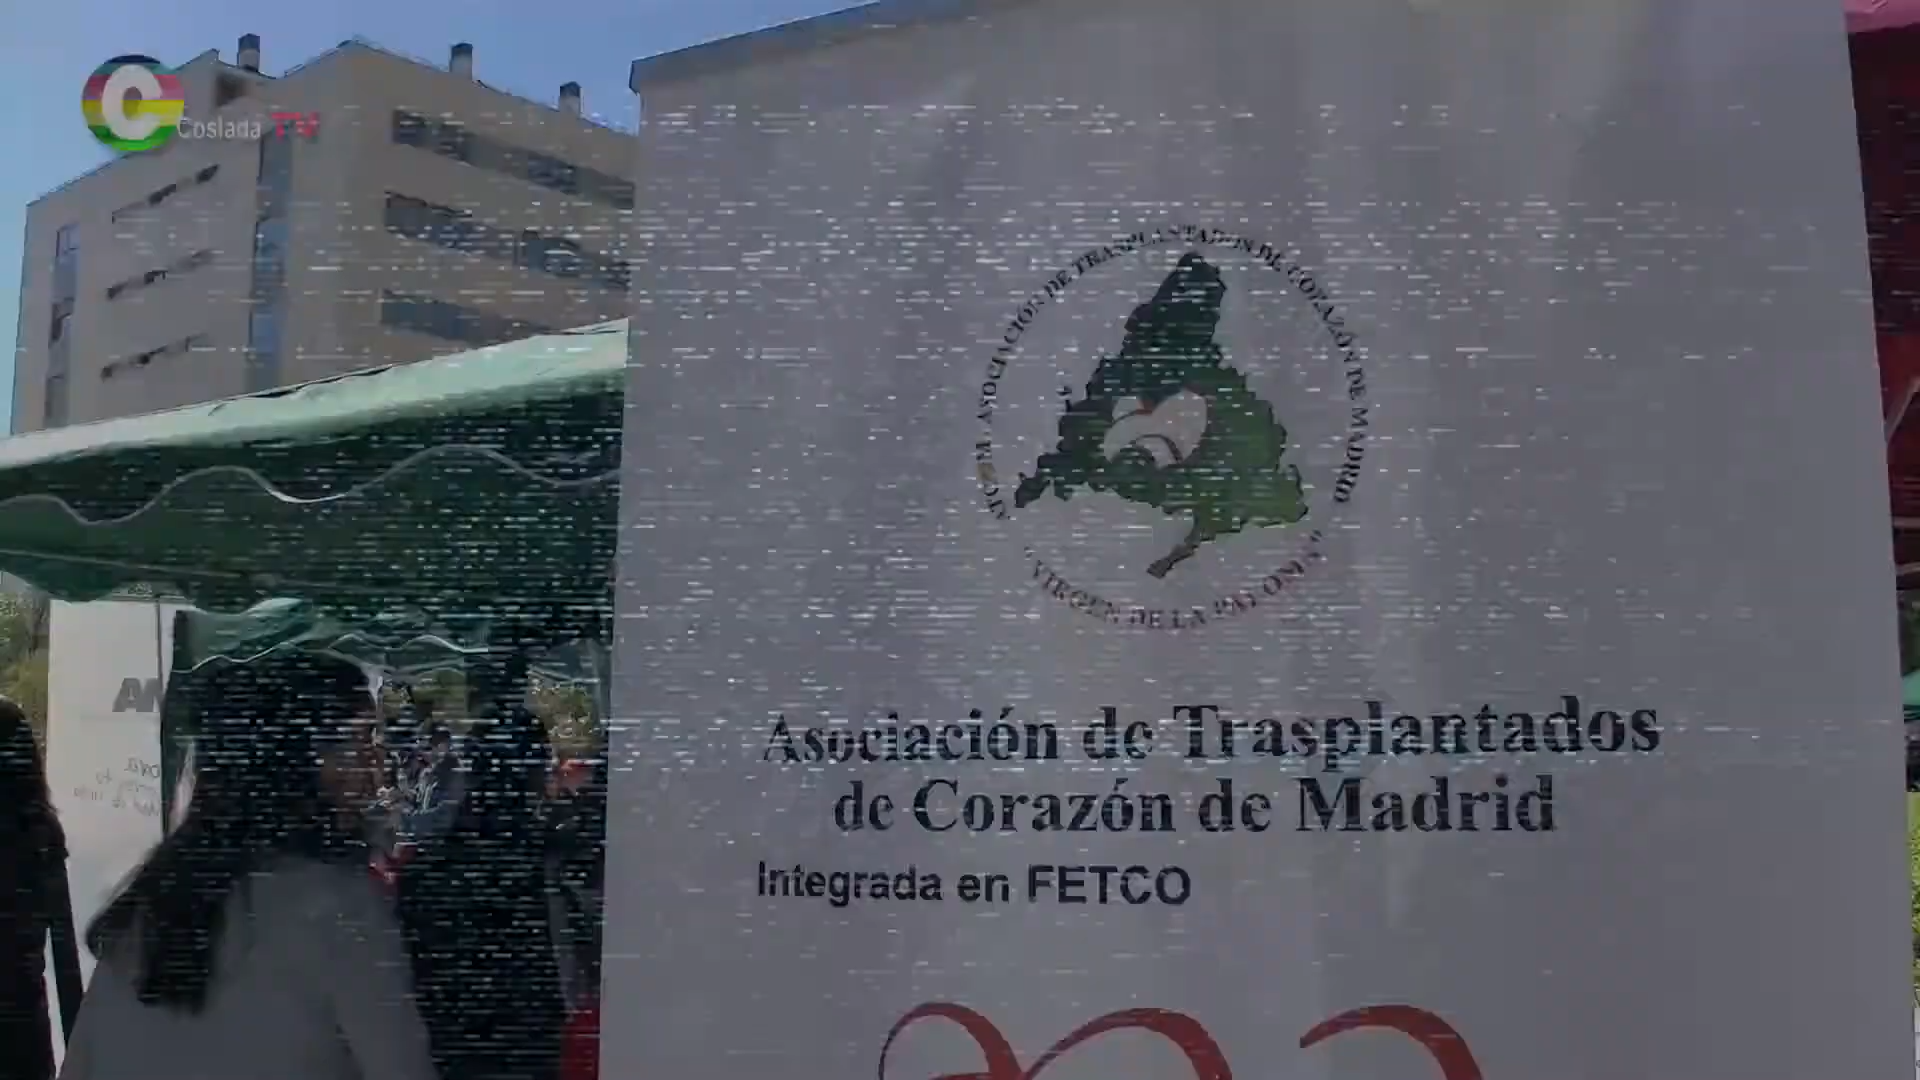 Coslada TV
ATCOM. ASOCIACIÓN DE TRASPLANTADOS DE CORAZÓN DE MADRID
"VIRGEN DE LA PALOMA"
Asociación de Trasplantados
de Corazón de Madrid
Integrada en FETCO